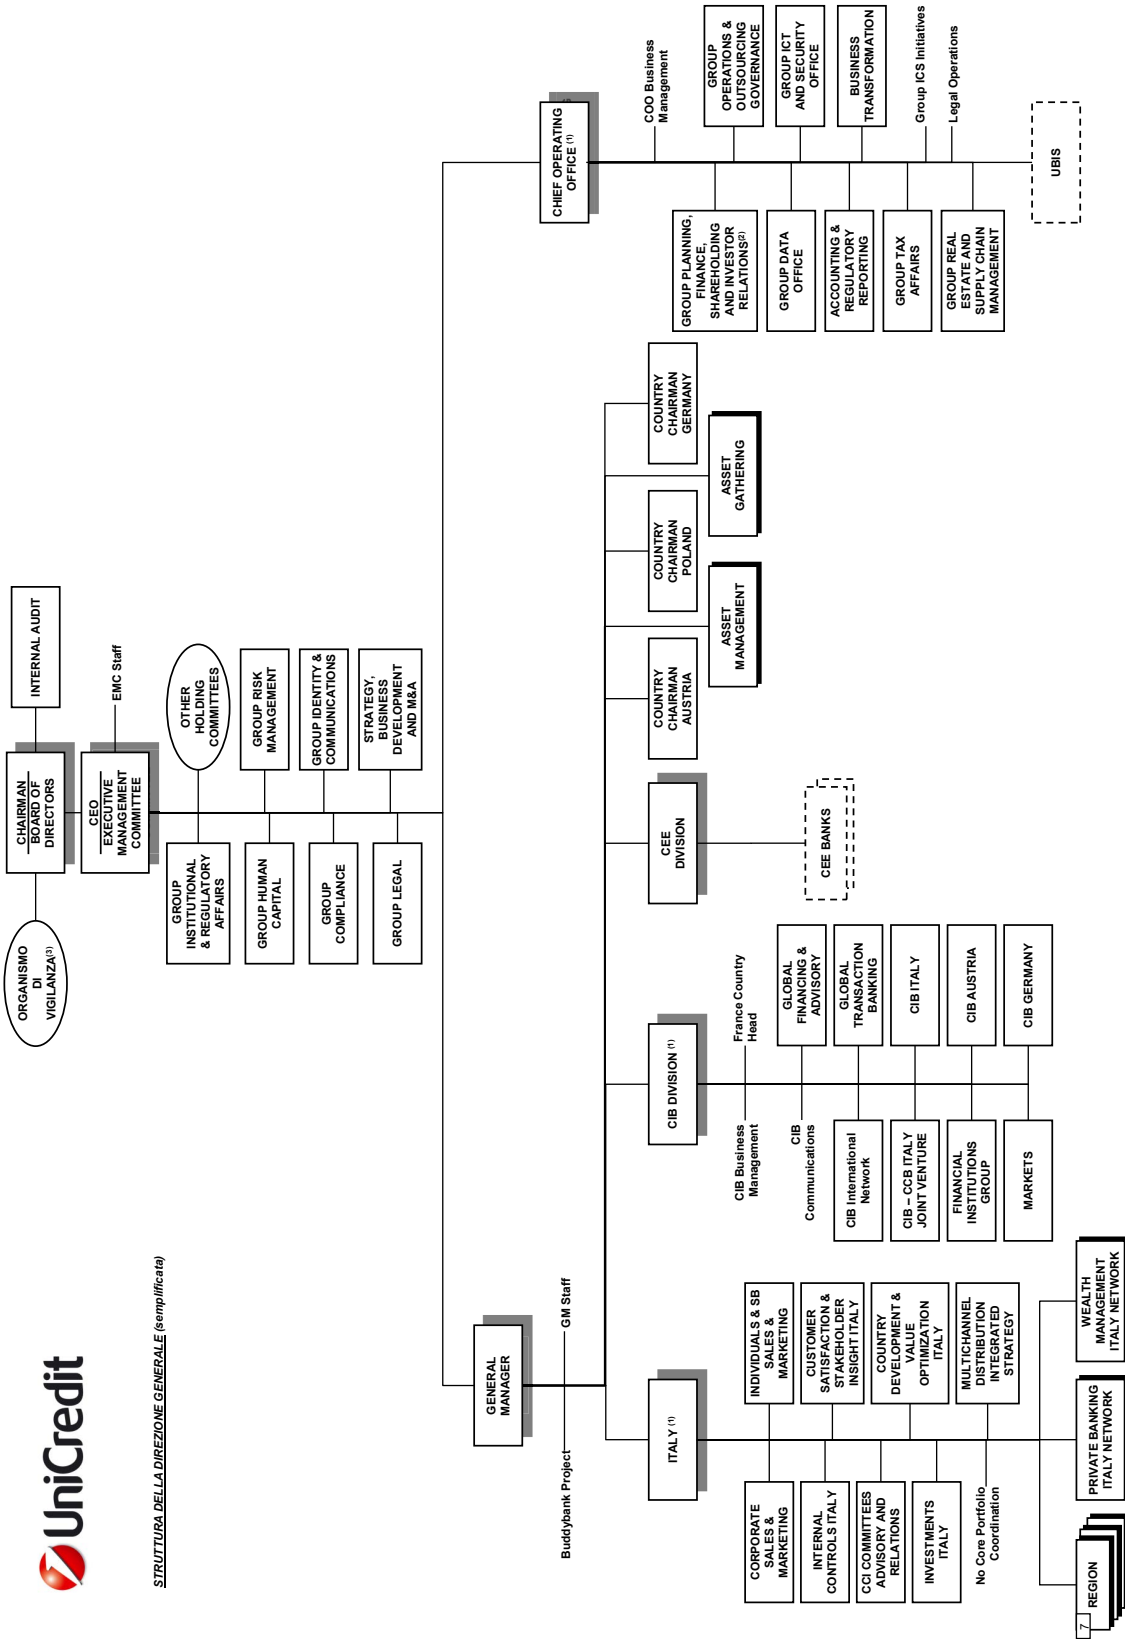 UniCredit
STRUTTURA DELLA DIREZIONE GENERALE (semplificata)
ORGANISMO
DI
VIGILANZA(3)
CHAIRMAN
BOARD OF
DIRECTORS
INTERNAL AUDIT
CEO
EXECUTIVE
MANAGEMENT
COMMITTEE
EMC Staff
GROUP
INSTITUTIONAL
& REGULATORY
AFFAIRS
OTHER
HOLDING
COMMITTEES
GROUP HUMAN
CAPITAL
GROUP RISK
MANAGEMENT
GROUP
COMPLIANCE
GROUP IDENTITY &
COMMUNICATIONS
GROUP LEGAL
STRATEGY,
BUSINESS
DEVELOPMENT
AND M&A
GENERAL
MANAGER
Buddybank Project
GM Staff
CHIEF OPERATING
OFFICE (1)
COO Business
Management
GROUP PLANNING,
FINANCE,
SHAREHOLDING
AND INVESTOR
RELATIONS(2)
GROUP
OPERATIONS &
OUTSOURCING
GOVERNANCE
GROUP DATA
OFFICE
GROUP ICT
AND SECURITY
OFFICE
ACCOUNTING &
REGULATORY
REPORTING
BUSINESS
TRANSFORMATION
GROUP TAX
AFFAIRS
Group ICS Initiatives
GROUP REAL
ESTATE AND
SUPPLY CHAIN
MANAGEMENT
Legal Operations
UBIS
ITALY (1)
CORPORATE
SALES &
MARKETING
INDIVIDUALS & SB
SALES &
MARKETING
INTERNAL
CONTROLS ITALY
CUSTOMER
SATISFACTION &
STAKEHOLDER
INSIGHT ITALY
CCI COMMITTEES
ADVISORY AND
RELATIONS
COUNTRY
DEVELOPMENT &
VALUE
OPTIMIZATION
ITALY
INVESTMENTS
ITALY
MULTICHANNEL
DISTRIBUTION
INTEGRATED
STRATEGY
No Core Portfolio
Coordination
7
REGION
PRIVATE BANKING
ITALY NETWORK
WEALTH
MANAGEMENT
ITALY NETWORK
CIB DIVISION (1)
CIB Business
Management
France Country
Head
CIB
Communications
GLOBAL
FINANCING &
ADVISORY
CIB International
Network
GLOBAL
TRANSACTION
BANKING
CIB – CCB ITALY
JOINT VENTURE
CIB ITALY
FINANCIAL
INSTITUTIONS
GROUP
CIB AUSTRIA
MARKETS
CIB GERMANY
CEE
DIVISION
CEE BANKS
COUNTRY
CHAIRMAN
AUSTRIA
ASSET
MANAGEMENT
COUNTRY
CHAIRMAN
POLAND
ASSET
GATHERING
COUNTRY
CHAIRMAN
GERMANY